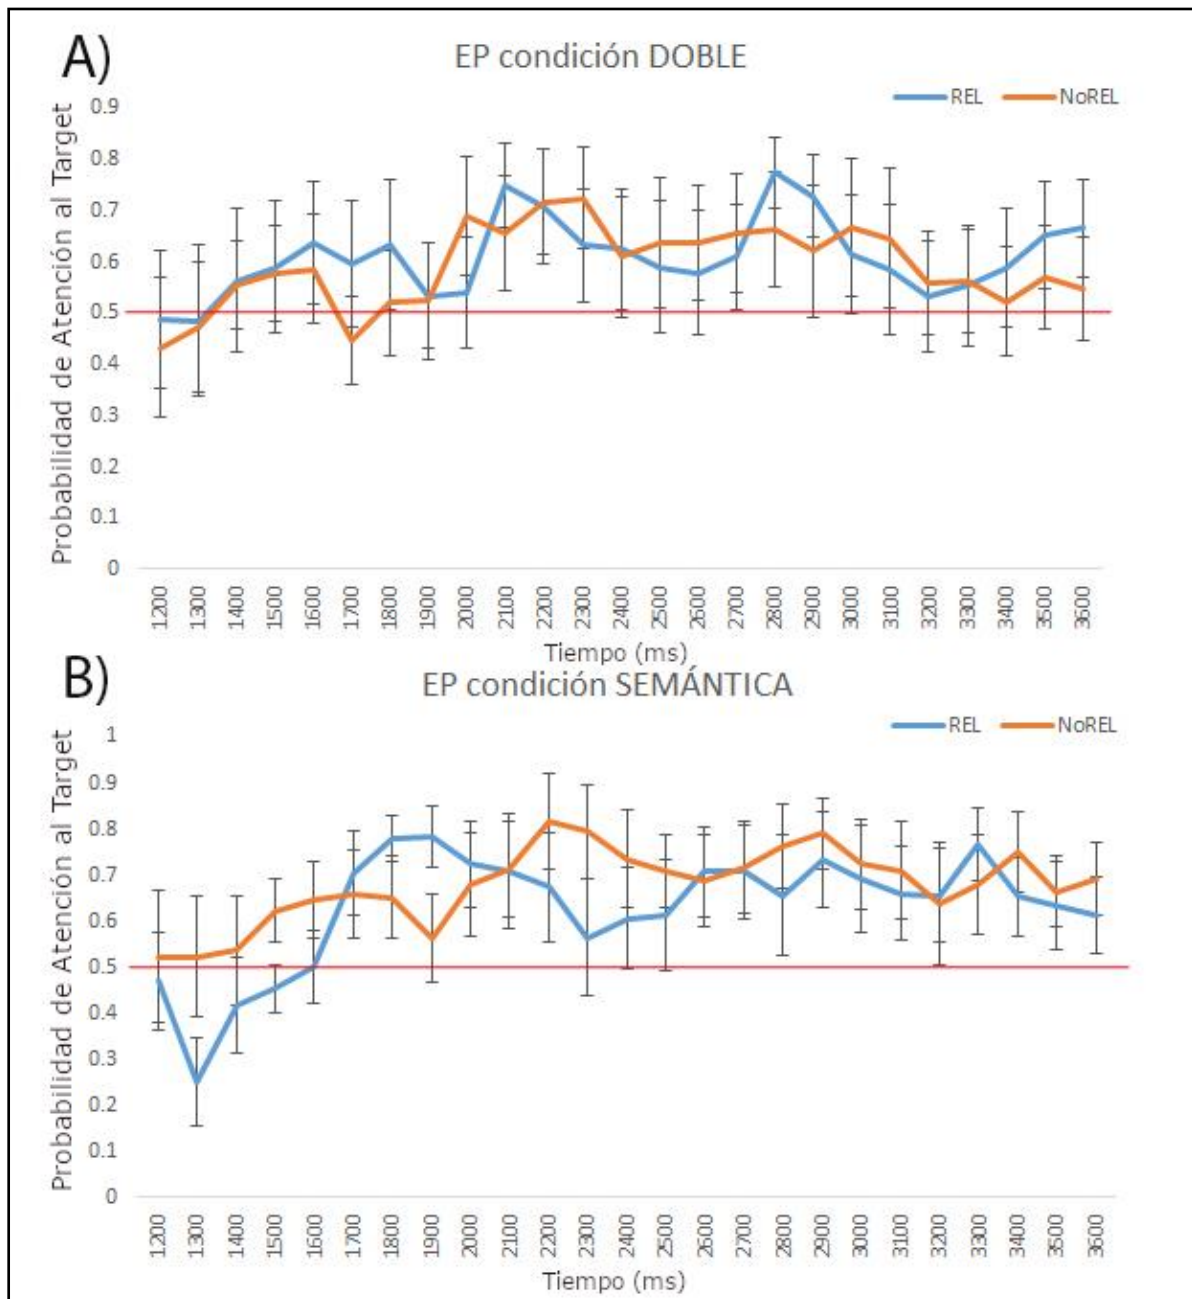 A)
EP condición DOBLE
REL NoREL
Probabilidad de Atención al Target
0.9
0.8
0.7
0.6
0.5
0.4
0.3
0.2
0.1
0
1200 1300 1400 1500 1600 1700 1800 1900 2000 2100 2200 2300 2400 2500 2600 2700 2800 2900 3000 3100 3200 3300 3400 3500 3600
Tiempo (ms)
B)
EP condición SEMÁNTICA
REL NoREL
Probabilidad de Atención al Target
1
0.9
0.8
0.7
0.6
0.5
0.4
0.3
0.2
0.1
0
1200 1300 1400 1500 1600 1700 1800 1900 2000 2100 2200 2300 2400 2500 2600 2700 2800 2900 3000 3100 3200 3300 3400 3500 3600
Tiempo (ms)